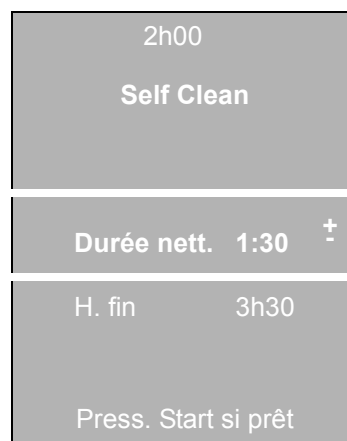 2h00
Self Clean
Durée nett. 1:30 +
-
H. fin 3h30
Press. Start si prêt